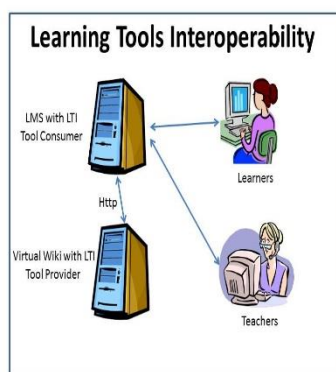 Learning Tools Interoperability
LMS with LTI
Tool Consumer
Learners
Http
Virtual Wiki with LTI
Tool Provider
Teachers